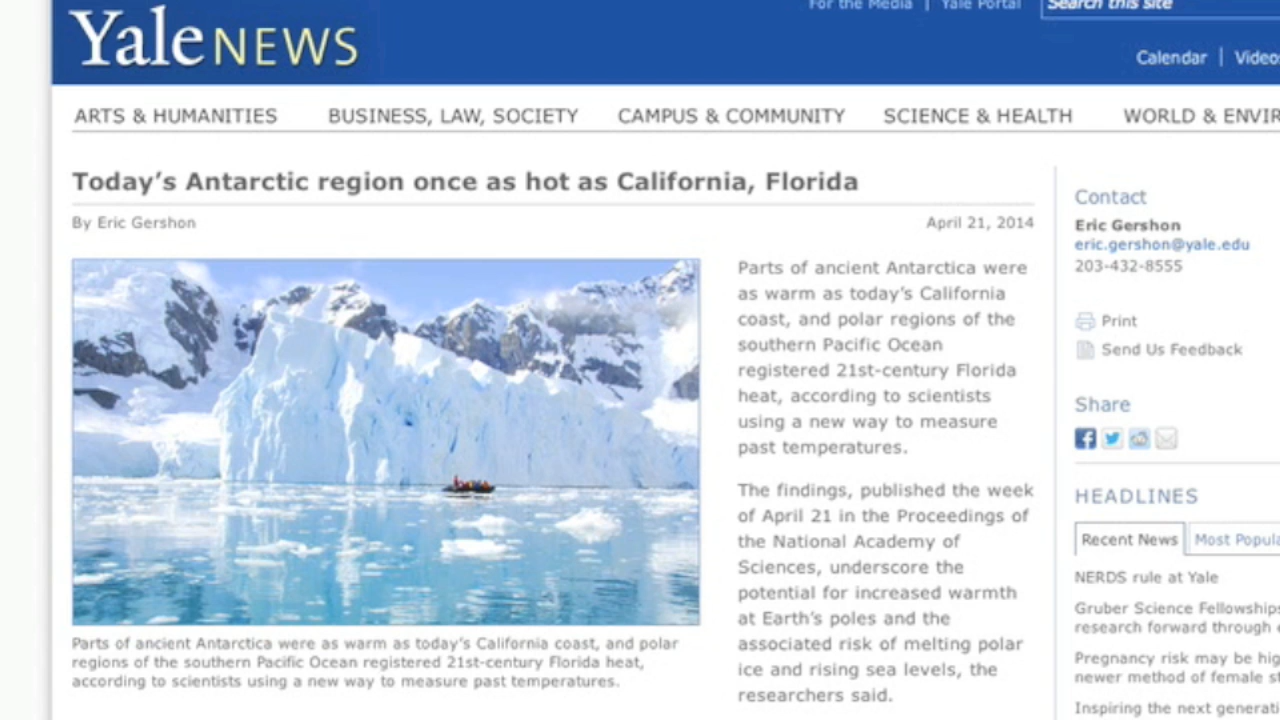 For the Media | Yale Portal
Search this site
Yale NEWS
Calendar | Videos
ARTS & HUMANITIES BUSINESS, LAW, SOCIETY CAMPUS & COMMUNITY SCIENCE & HEALTH WORLD & ENVIR
Today's Antarctic region once as hot as California, Florida
By Eric Gershon
April 21, 2014
Parts of ancient Antarctica were as warm as today's California coast, and polar
regions of the southern Pacific Ocean registered 21st-century Florida heat,
according to scientists using a new way to measure past temperatures.
Parts of ancient Antarctica were
as warm as today's California
coast, and polar regions of the
southern Pacific Ocean
registered 21st-century Florida
heat, according to scientists
using a new way to measure
past temperatures.
The findings, published the week
of April 21 in the Proceedings of
the National Academy of
Sciences, underscore the
potential for increased warmth
at Earth's poles and the
associated risk of melting polar
ice and rising sea levels, the
researchers said.
Contact
Eric Gershon
eric.gershon@yale.edu
203-432-8555
Print
Send Us Feedback
Share
HEADLINES
Recent News Most Popula
NERDS rule at Yale
Gruber Science Fellowships
research forward through
Pregnancy risk may be hig
newer method of female st
Inspiring the next generati